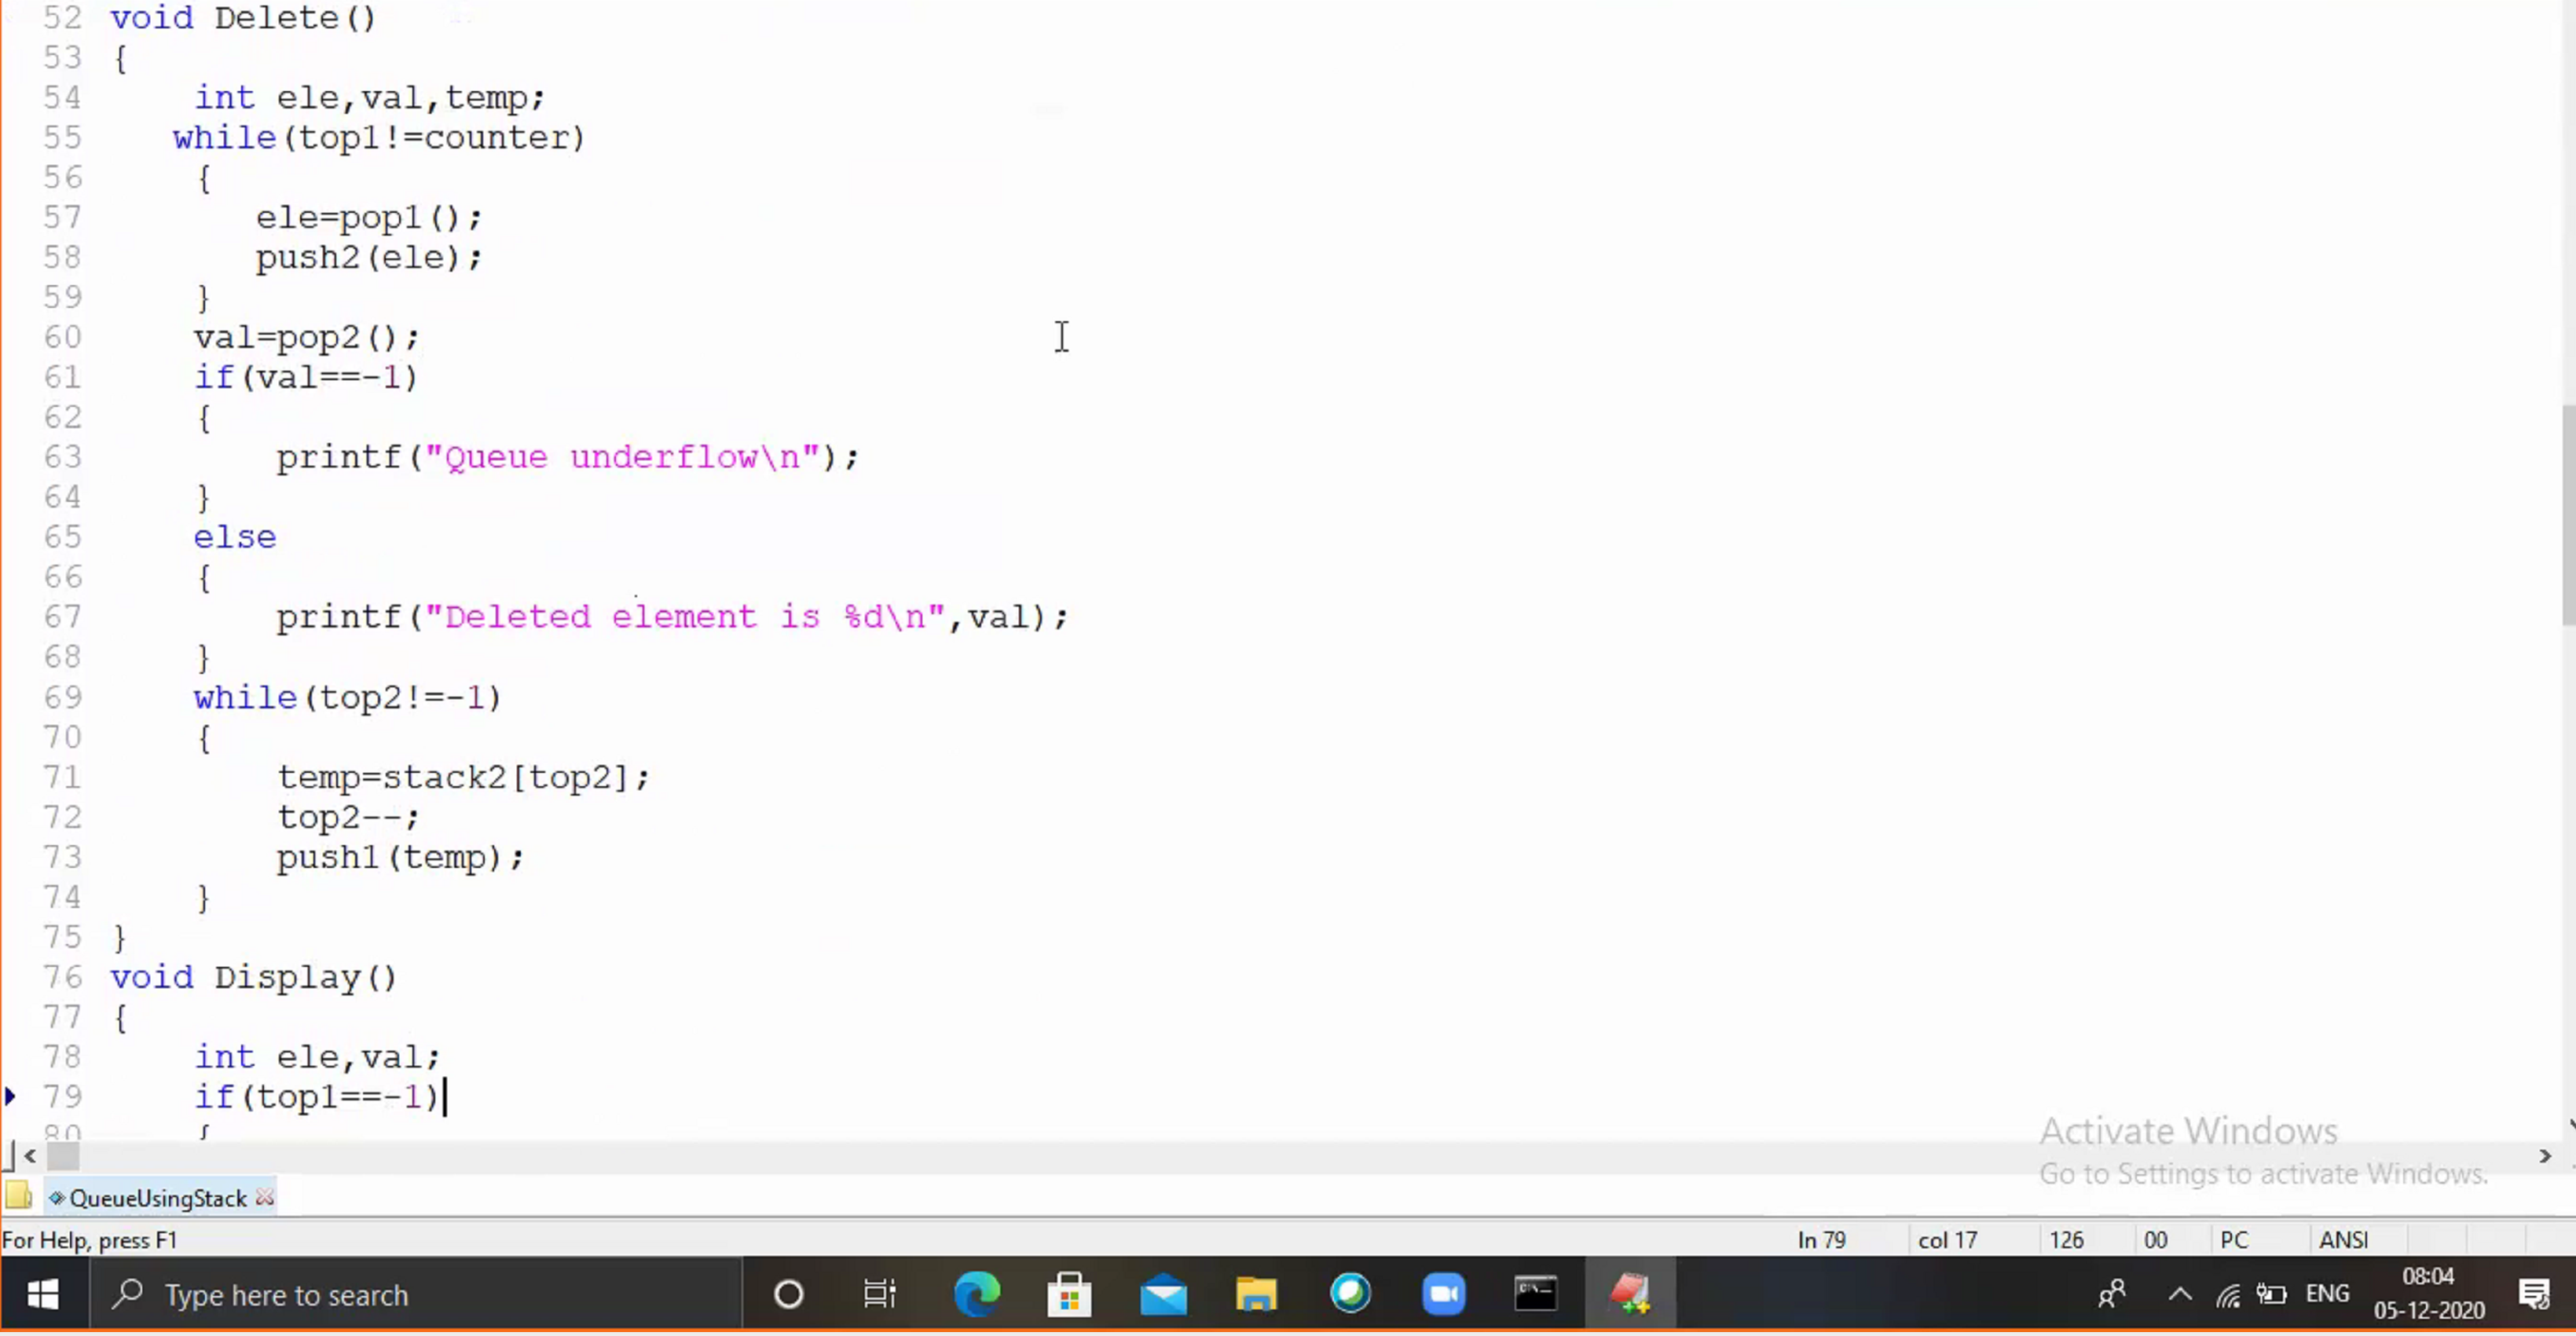 52 void Delete()
53 {
54 int ele,val,temp;
55 while(top1!=counter)
56 {
57 ele=pop1();
58 push2(ele);
59 }
60 val=pop2();
61 if(val==-1)
62 {
63 printf("Queue underflow\n");
64 }
65 else
66 {
67 printf("Deleted element is %d\n",val);
68 }
69 while(top2!=-1)
70 {
71 temp=stack2[top2];
72 top2--;
73 push1(temp);
74 }
75 }
76 void Display()
77 {
78 int ele,val;
79 if(top1==-1)
80 {
Activate Windows
Go to Settings to activate Windows.
QueueUsingStack
For Help, press F1 ln 79 col 17 126 00 PC ANSI
Type here to search ENG 08:04
05-12-2020